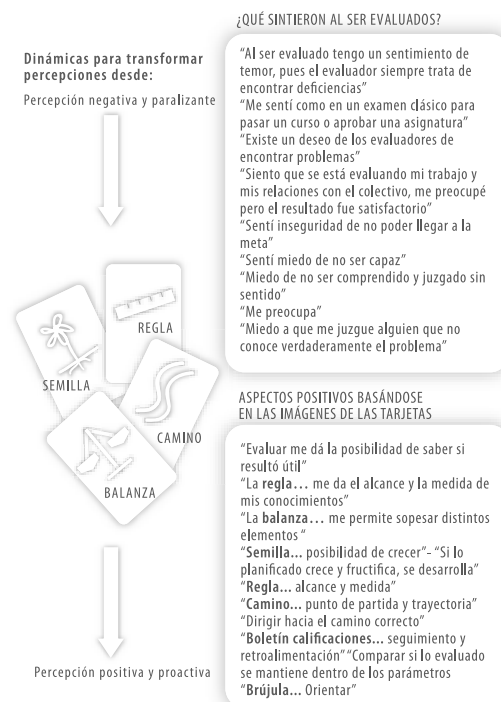 ¿QUÉ SINTIERON AL SER EVALUADOS?
Dinámicas para transformar
percepciones desde:
Percepción negativa y paralizante
“Al ser evaluado tengo un sentimiento de
temor, pues el evaluador siempre trata de
encontrar deficiencias”
“Me sentí como en un examen clásico para
pasar un curso o aprobar una asignatura”
“Existe un deseo de los evaluadores de
encontrar problemas”
“Siento que se está evaluando mi trabajo y
mis relaciones con el colectivo, me preocupé
pero el resultado fue satisfactorio”
“Sentí inseguridad de no poder llegar a la
meta”
“Sentí miedo de no ser capaz”
“Miedo de no ser comprendido y juzgado sin
sentido”
“Me preocupa”
“Miedo a que me juzgue alguien que no
conoce verdaderamente el problema”
REGLA
SEMILLA
CAMINO
BALANZA
ASPECTOS POSITIVOS BASÁNDOSE
EN LAS IMÁGENES DE LAS TARJETAS
“Evaluar me dá la posibilidad de saber si
resultó útil”
“La regla... me da el alcance y la medida de
mis conocimientos”
“La balanza... me permite sopesar distintos
elementos “
“Semilla... posibilidad de crecer”- “Si lo
planificado crece y fructifica, se desarrolla”
“Regla... alcance y medida”
“Camino... punto de partida y trayectoria”
“Dirigir hacia el camino correcto”
“Boletín calificaciones... seguimiento y
retroalimentación”“Comparar si lo evaluado
se mantiene dentro de los parámetros
“Brújula... Orientar”
Percepción positiva y proactiva